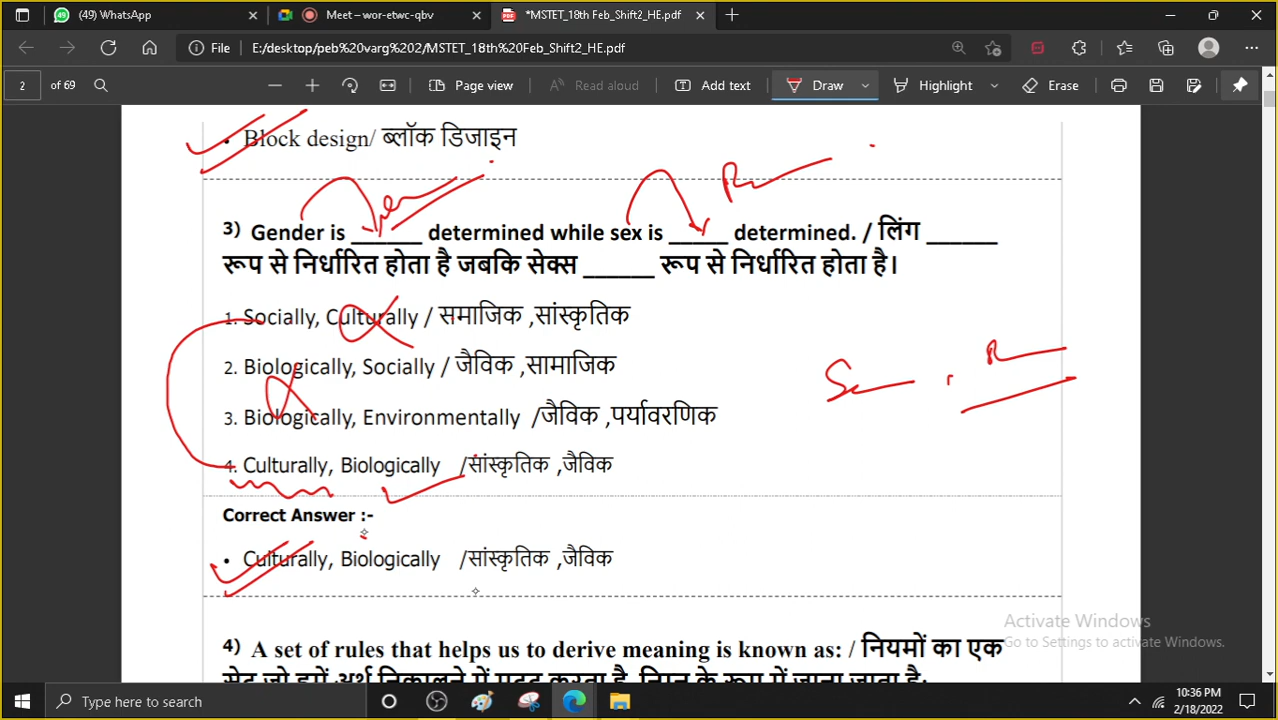 (49) WhatsApp
Meet – wor-etwc-qbv
*MSTET_18th Feb_Shift2_HE.pdf
File
E:/desktop/peb%20varg%202/MSTET_18th%20Feb_Shift2_HE.pdf
2 of 69
Page view
Read aloud
Add text
Draw
Highlight
Erase
• Block design/ ब्लॉक डिजाइन
3) Gender is ______ determined while sex is _____ determined. / लिंग ______
रूप से निर्धारित होता है जबकि सेक्स ______ रूप से निर्धारित होता है।
1. Socially, Culturally / समाजिक ,सांस्कृतिक
2. Biologically, Socially / जैविक ,सामाजिक
3. Biologically, Environmentally /जैविक ,पर्यावरणिक
4. Culturally, Biologically /सांस्कृतिक ,जैविक
Correct Answer :-
• Culturally, Biologically /सांस्कृतिक ,जैविक
4) A set of rules that helps us to derive meaning is known as: / नियमों का एक
सेट जो हमें अर्थ निकालने में मदद करता है, निम्न के रूप में जाना जाता है:
Activate Windows
Go to Settings to activate Windows.
Type here to search
10:36 PM
2/18/2022